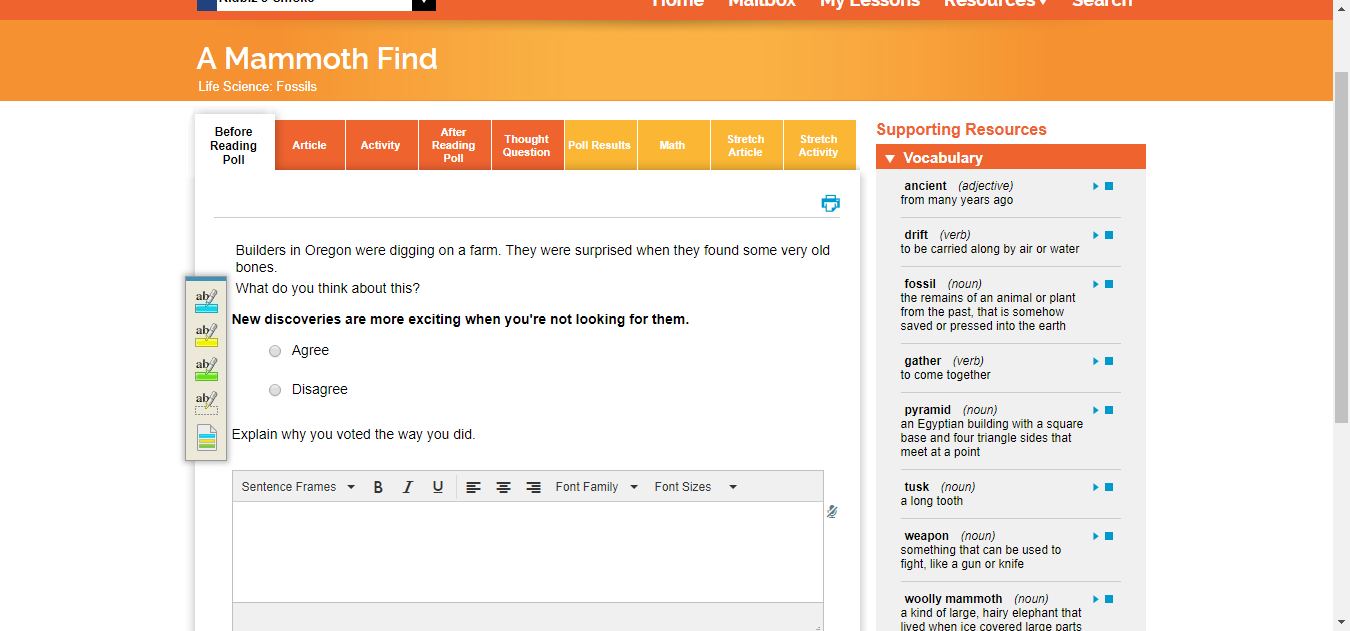 Home Mailbox My Lessons Resources▾ Search
A Mammoth Find
Life Science: Fossils
Before
Reading
Poll
Article
Activity
After
Reading
Poll
Thought
Question
Poll Results
Math
Stretch
Article
Stretch
Activity
Builders in Oregon were digging on a farm. They were surprised when they found some very old
bones.
What do you think about this?
New discoveries are more exciting when you're not looking for them.
Agree
Disagree
Explain why you voted the way you did.
ab
ab
ab
ab
Sentence Frames B I U Font Family Font Sizes
Supporting Resources
▼ Vocabulary
ancient (adjective)
from many years ago
drift (verb)
to be carried along by air or water
fossil (noun)
the remains of an animal or plant
from the past, that is somehow
saved or pressed into the earth
gather (verb)
to come together
pyramid (noun)
an Egyptian building with a square
base and four triangle sides that
meet at a point
tusk (noun)
a long tooth
weapon (noun)
something that can be used to
fight, like a gun or knife
woolly mammoth (noun)
a kind of large, hairy elephant that
lived when ice covered large parts